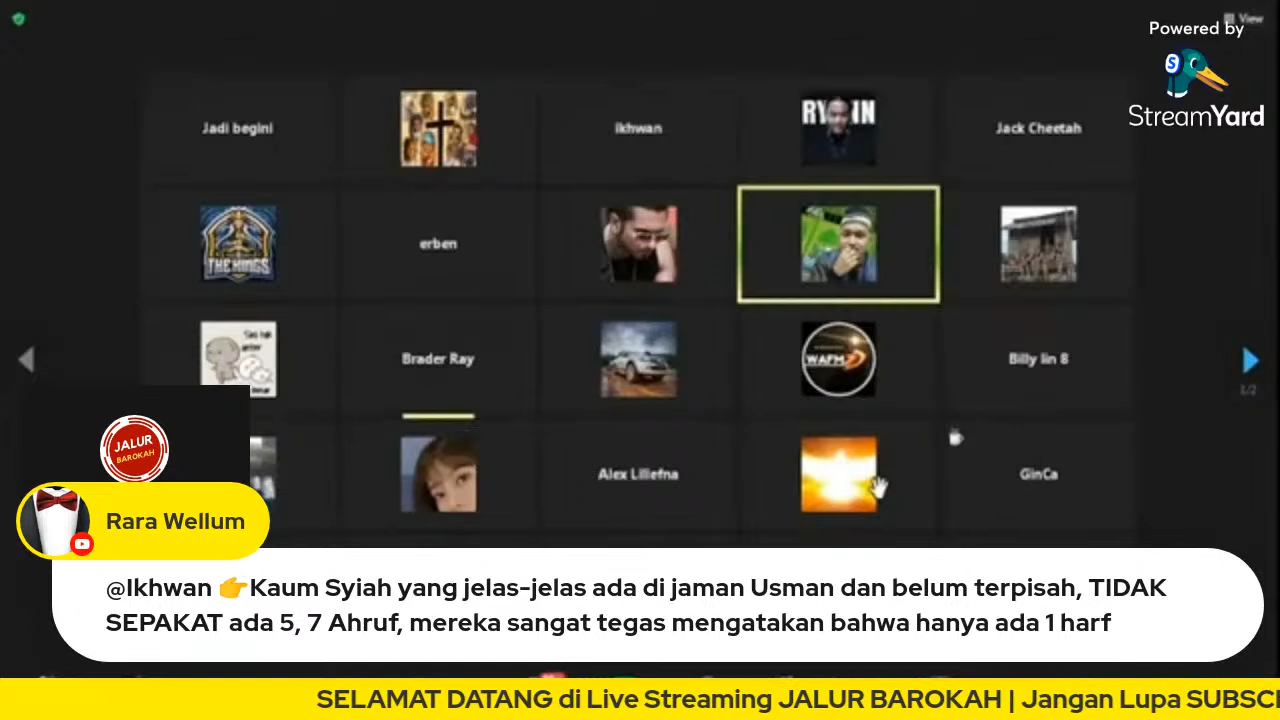 View
Powered by
StreamYard
Jadi begini
Ikhwan
RY IN
Jack Cheetah
THE KINGS
erben
Brader Ray
WAFM
Billy lin 8
1/2
JALUR
BAROKAH
Alex Lillefna
GinCa
Rara Wellum
@Ikhwan 👉Kaum Syiah yang jelas-jelas ada di jaman Usman dan belum terpisah, TIDAK
SEPAKAT ada 5, 7 Ahruf, mereka sangat tegas mengatakan bahwa hanya ada 1 harf
SELAMAT DATANG di Live Streaming JALUR BAROKAH | Jangan Lupa SUBSC